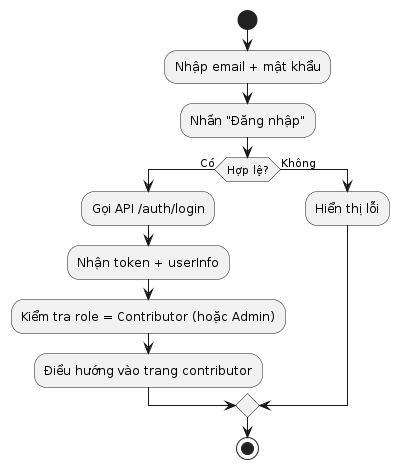 Nhập email + mật khẩu
Nhấn "Đăng nhập"
Có
Hợp lệ?
Không
Gọi API /auth/login
Hiển thị lỗi
Nhận token + userInfo
Kiểm tra role = Contributor (hoặc Admin)
Điều hướng vào trang contributor